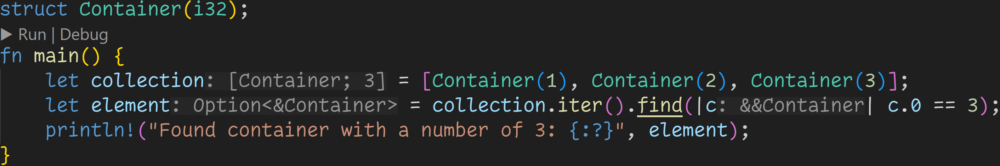 struct Container(i32);
▶ Run | Debug
fn main() {
    let collection: [Container; 3] = [Container(1), Container(2), Container(3)];
    let element: Option<&Container> = collection.iter().find(|c: &&Container| c.0 == 3);
    println!("Found container with a number of 3: {:?}", element);
}